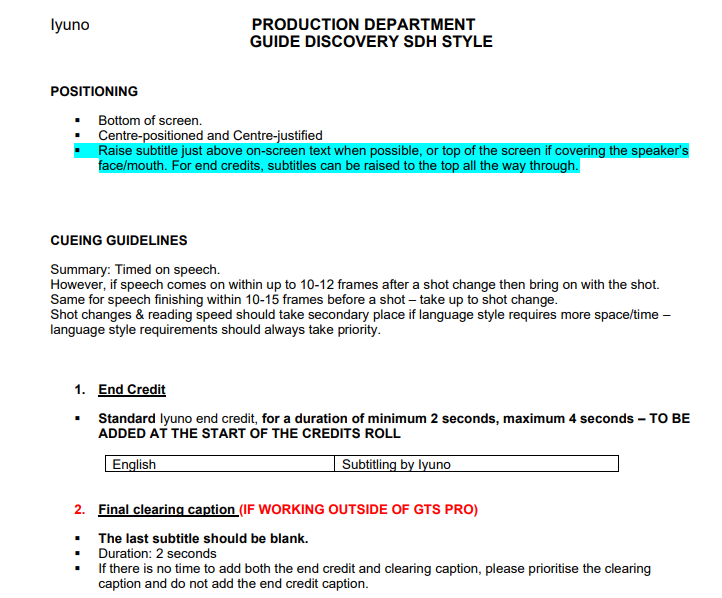 Iyuno
PRODUCTION DEPARTMENT
GUIDE DISCOVERY SDH STYLE
POSITIONING
▪ Bottom of screen.
▪ Centre-positioned and Centre-justified
▪ Raise subtitle just above on-screen text when possible, or top of the screen if covering the speaker's
face/mouth. For end credits, subtitles can be raised to the top all the way through.
CUEING GUIDELINES
Summary: Timed on speech.
However, if speech comes on within up to 10-12 frames after a shot change then bring on with the shot.
Same for speech finishing within 10-15 frames before a shot – take up to shot change.
Shot changes & reading speed should take secondary place if language style requires more space/time –
language style requirements should always take priority.
1. End Credit
▪ Standard Iyuno end credit, for a duration of minimum 2 seconds, maximum 4 seconds – TO BE
ADDED AT THE START OF THE CREDITS ROLL
English Subtitling by Iyuno
2. Final clearing caption (IF WORKING OUTSIDE OF GTS PRO)
▪ The last subtitle should be blank.
▪ Duration: 2 seconds
▪ If there is no time to add both the end credit and clearing caption, please prioritise the clearing
caption and do not add the end credit caption.